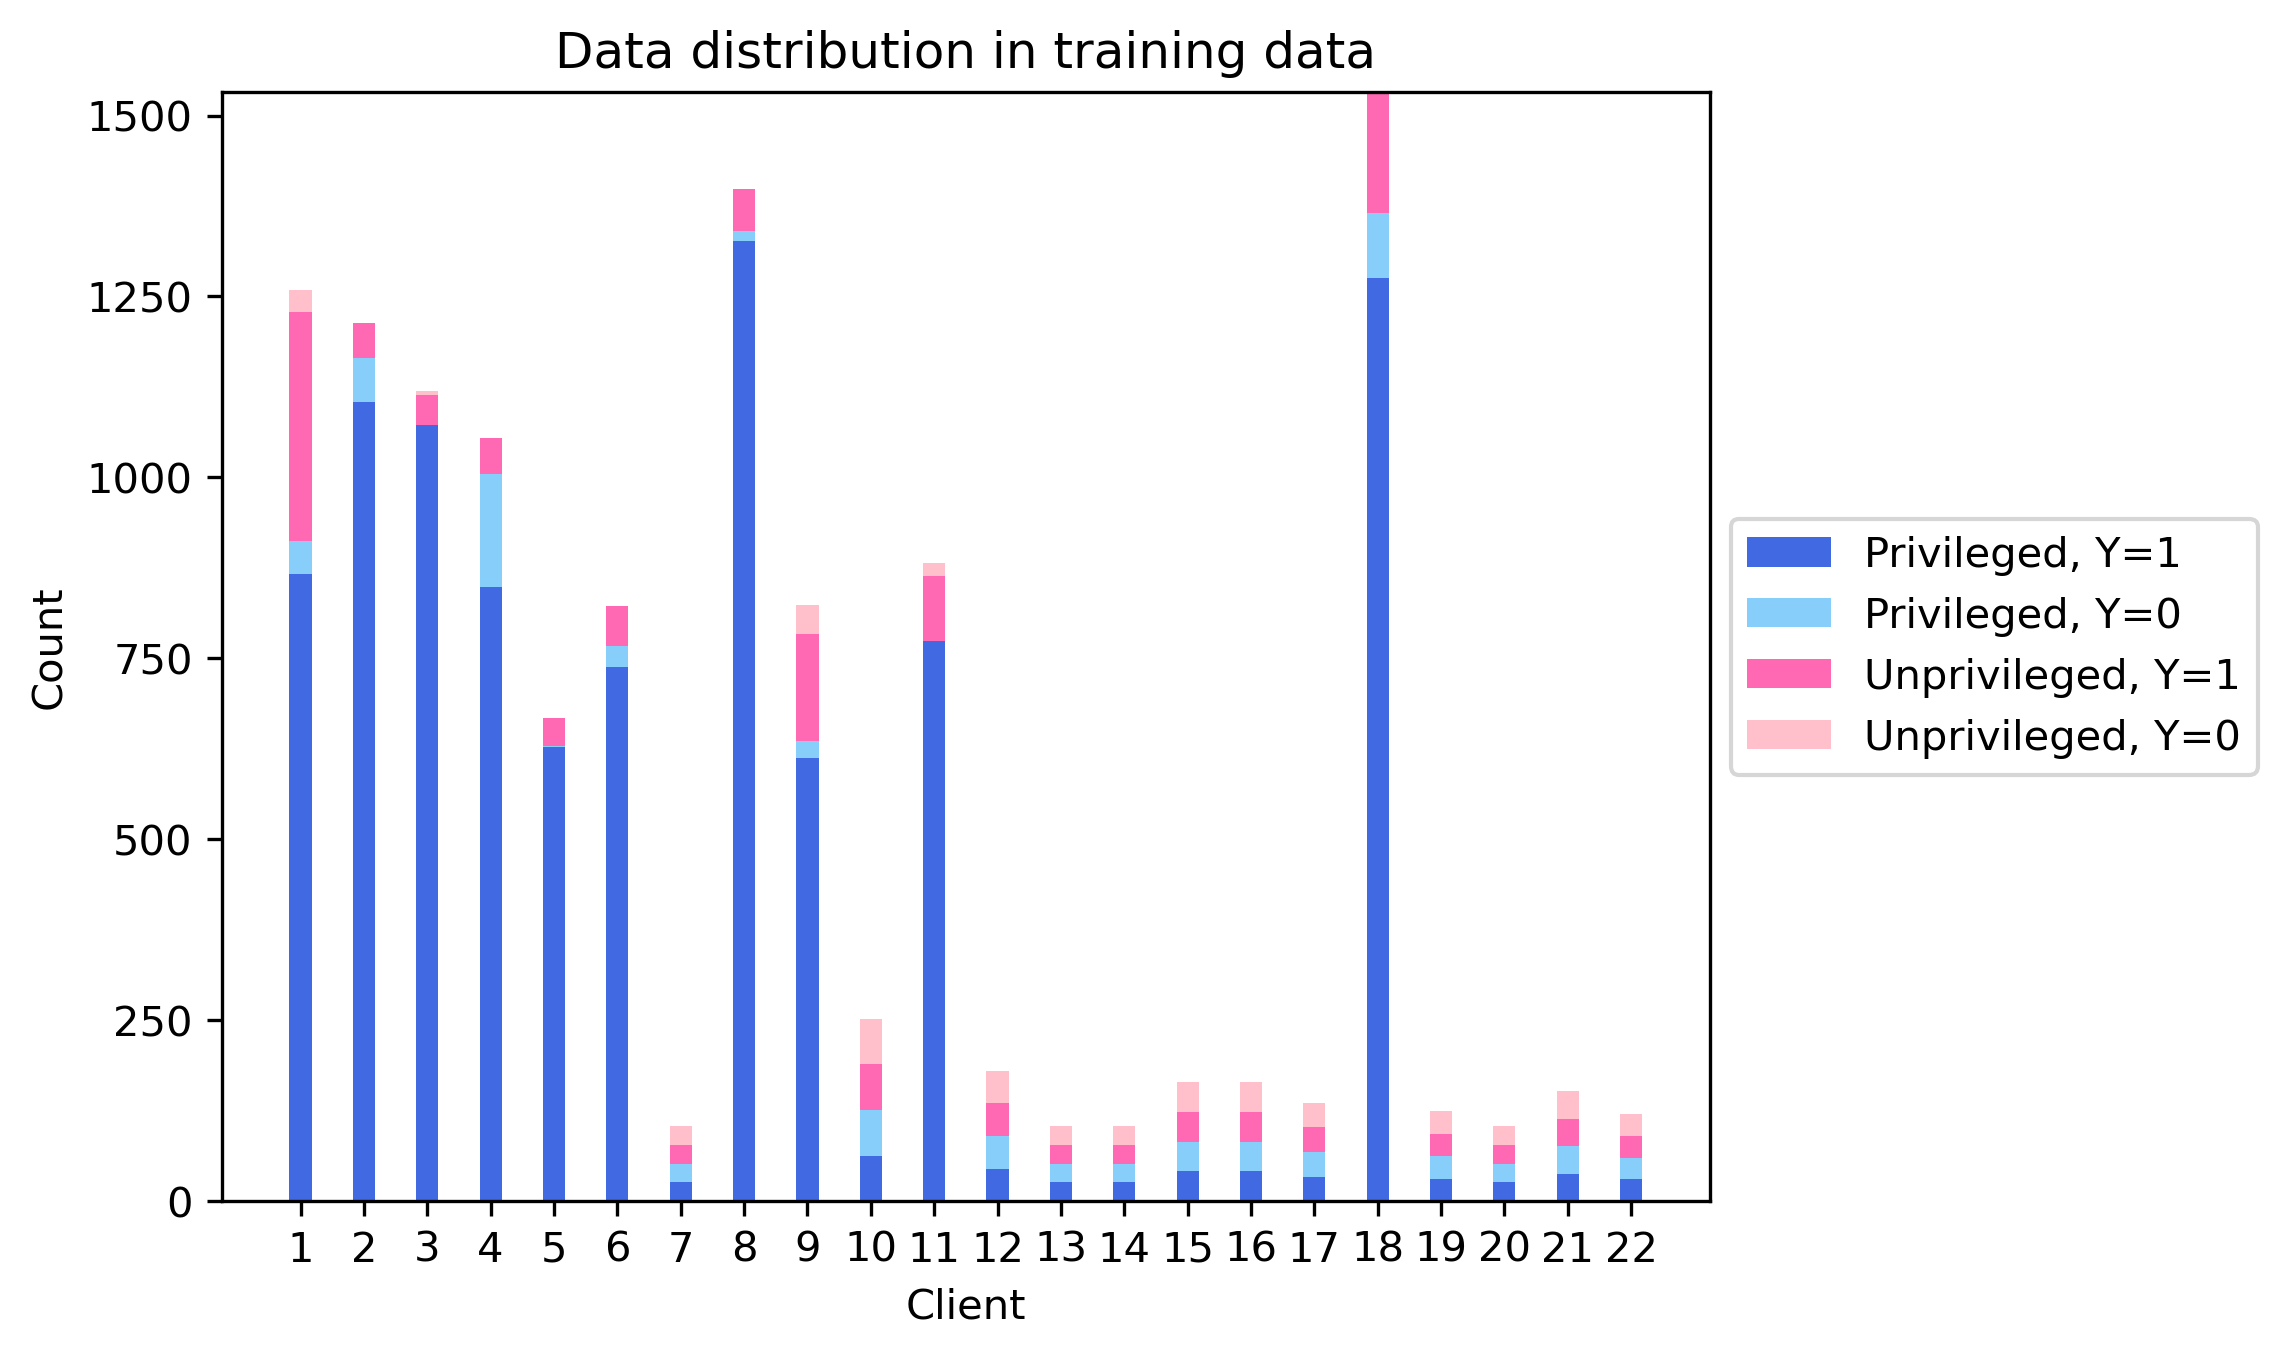 Data distribution in training data
1500
1250
1000
750
500
250
0
Count
1 2 3 4 5 6 7 8 9 10 11 12 13 14 15 16 17 18 19 20 21 22
Client
Privileged, Y=1
Privileged, Y=0
Unprivileged, Y=1
Unprivileged, Y=0